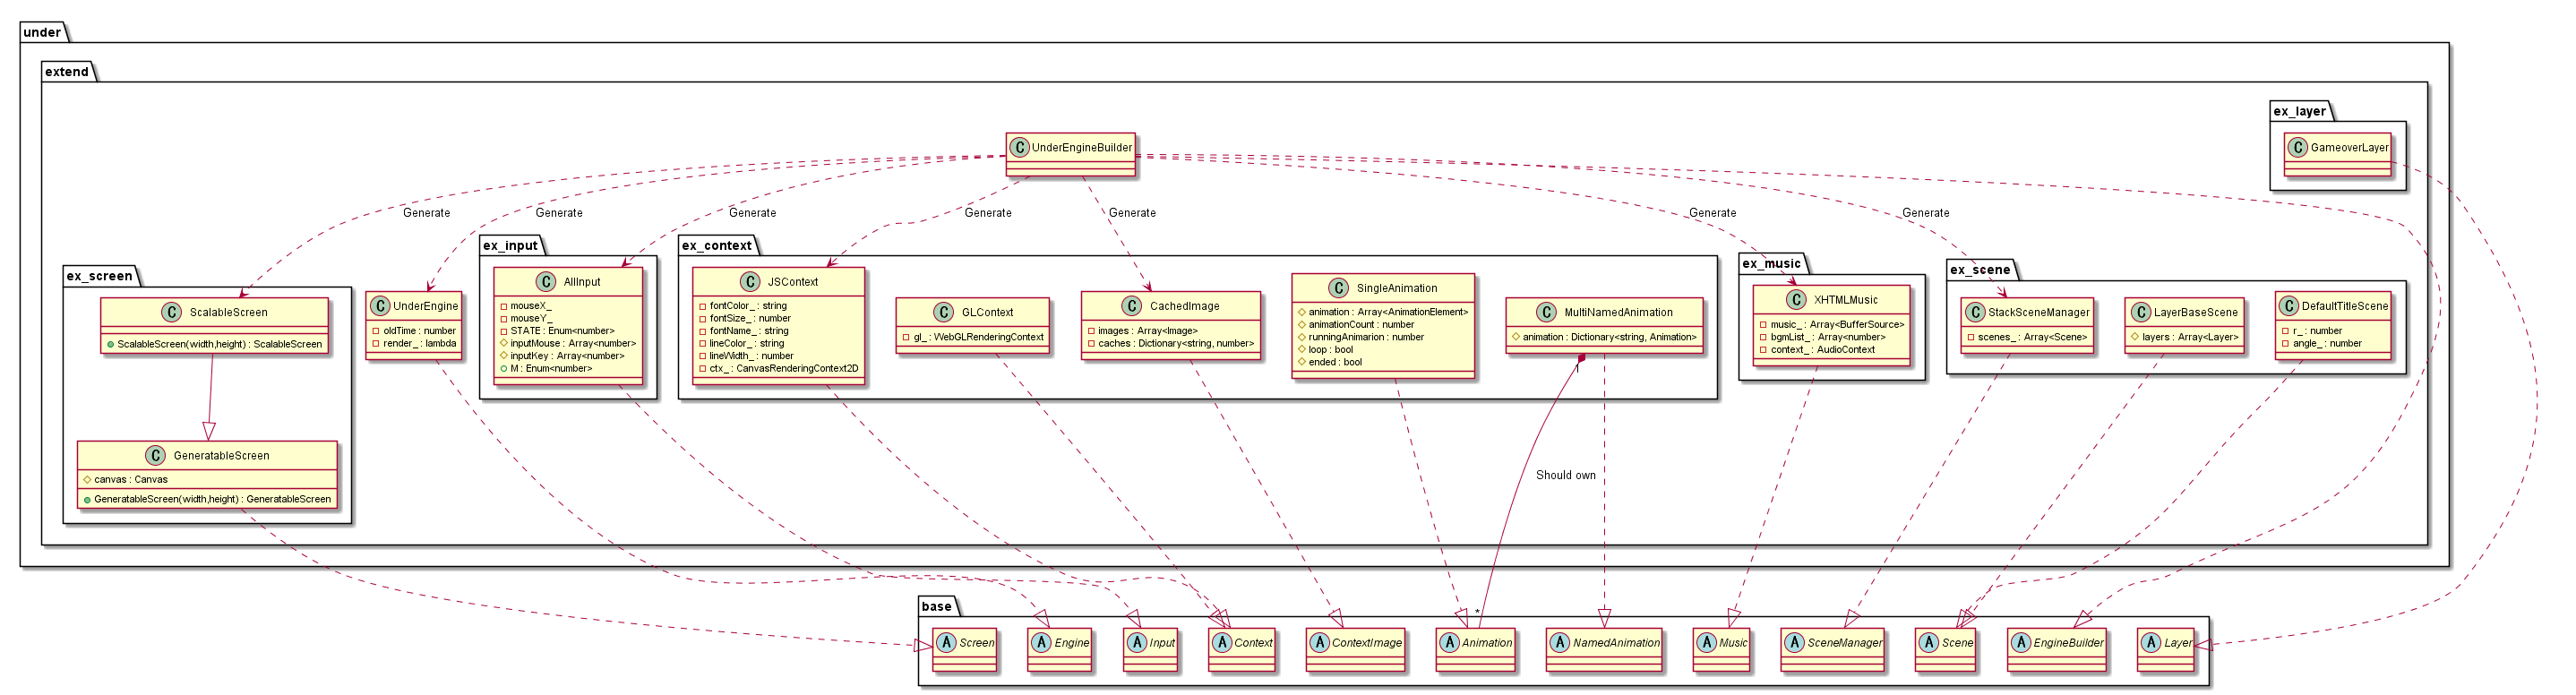 under
extend
ex_layer
C GameoverLayer
C UnderEngineBuilder
Generate
Generate
Generate
Generate
Generate
Generate
Generate
ex_screen
C ScalableScreen
ScalableScreen(width,height) : ScalableScreen
C GeneratableScreen
canvas : Canvas
GeneratableScreen(width,height) : GeneratableScreen
C UnderEngine
oldTime : number
render_ : lambda
ex_input
C AllInput
mouseX_
mouseY_
STATE : Enum<number>
inputMouse : Array<number>
inputKey : Array<number>
M : Enum<number>
ex_context
C JSContext
fontColor_ : string
fontSize_ : number
fontName_ : string
lineColor_ : string
lineWidth_ : number
ctx_ : CanvasRenderingContext2D
C GLContext
gl_ : WebGLRenderingContext
C CachedImage
images : Array<Image>
caches : Dictionary<string, number>
C SingleAnimation
animation : Array<AnimationElement>
animationCount : number
runningAnimarion : number
loop : bool
ended : bool
C MultiNamedAnimation
animation : Dictionary<string, Animation>
1
Should own
*
ex_music
C XHTMLMusic
music_ : Array<BufferSource>
bgmList_ : Array<number>
context_ : AudioContext
ex_scene
C StackSceneManager
scenes_ : Array<Scene>
C LayerBaseScene
layers : Array<Layer>
C DefaultTitleScene
r_ : number
angle_ : number
base
A Screen
A Engine
A Input
A Context
A ContextImage
A Animation
A NamedAnimation
A Music
A SceneManager
A Scene
A EngineBuilder
A Layer